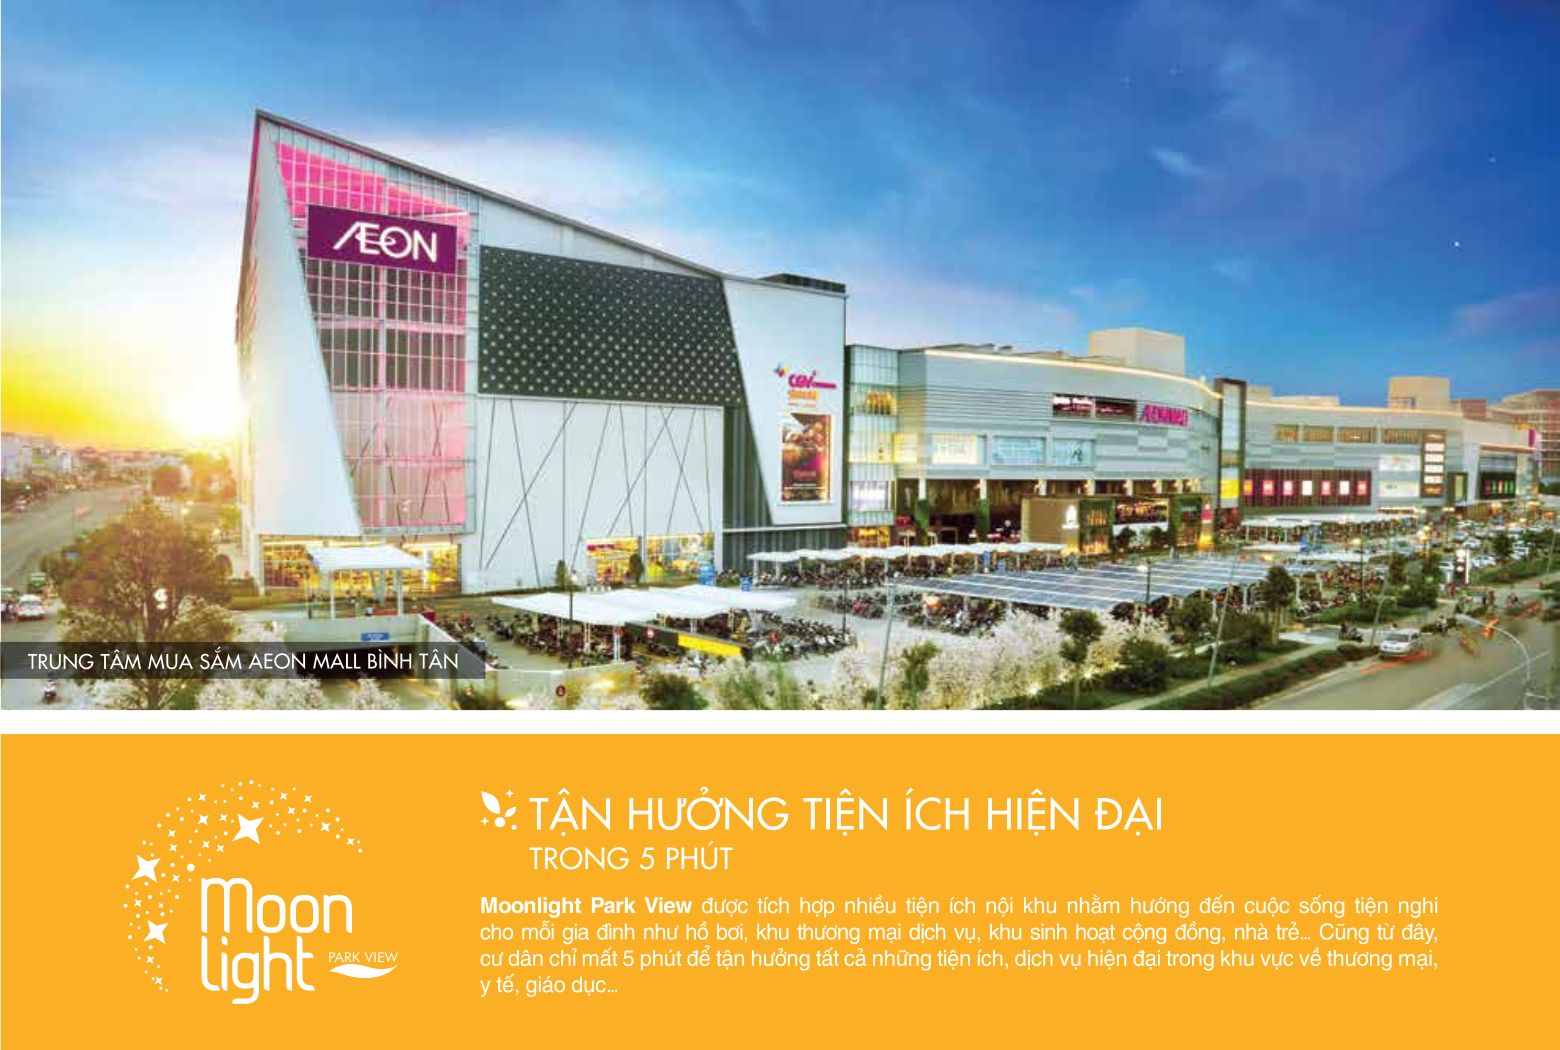 ÆON
CGV
ÆONMALL
TRUNG TÂM MUA SẮM AEON MALL BÌNH TÂN
TẬN HƯỞNG TIỆN ÍCH HIỆN ĐẠI
TRONG 5 PHÚT
Moon
light
PARK VIEW
Moonlight Park View được tích hợp nhiều tiện ích nội khu nhằm hướng đến cuộc sống tiện nghi
cho mỗi gia đình như hồ bơi, khu thương mại dịch vụ, khu sinh hoạt cộng đồng, nhà trẻ... Cũng từ đây,
cư dân chỉ mất 5 phút để tận hưởng tất cả những tiện ích, dịch vụ hiện đại trong khu vực về thương mại,
y tế, giáo dục...